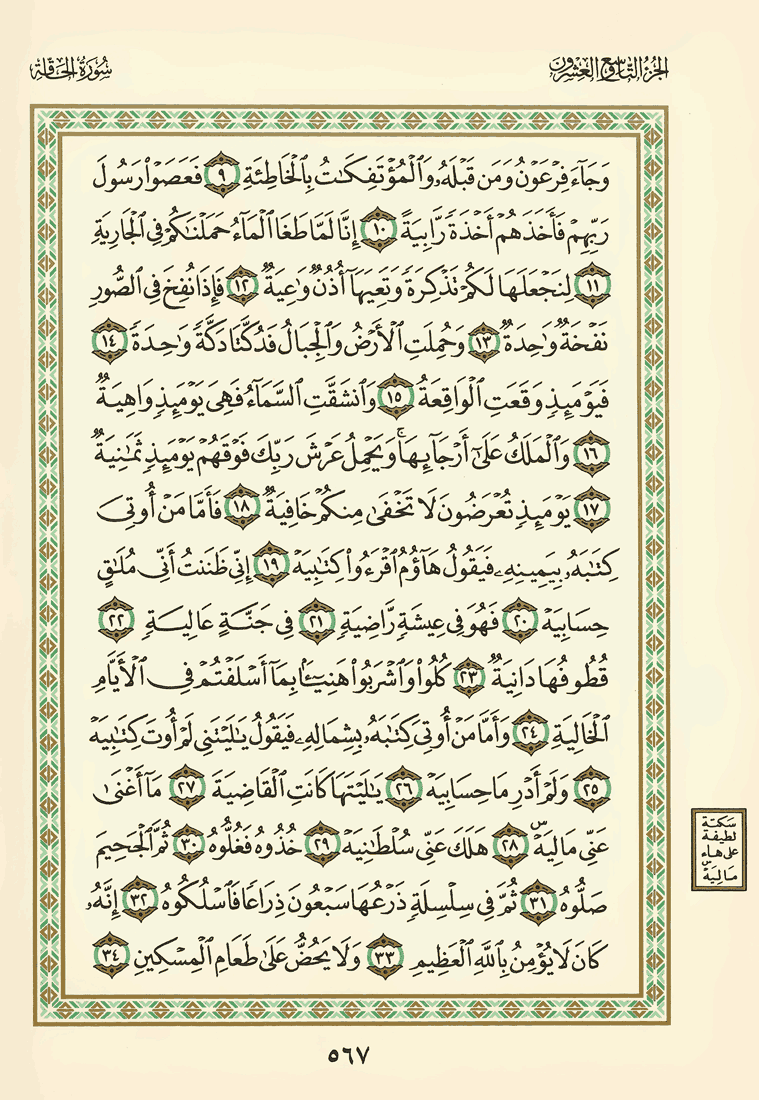 الجزء التاسع والعشرون
سورة الحاقة
وَجَآءَ فِرْعَوْنُ وَمَن قَبْلَهُۥ وَٱلْمُؤْتَفِكَٰتُ بِٱلْخَاطِئَةِ ٩ فَعَصَوْا۟ رَسُولَ
رَبِّهِمْ فَأَخَذَهُمْ أَخْذَةً رَّابِيَةً ١٠ إِنَّا لَمَّا طَغَا ٱلْمَآءُ حَمَلْنَٰكُمْ فِى ٱلْجَارِيَةِ
١١ لِنَجْعَلَهَا لَكُمْ تَذْكِرَةً وَتَعِيَهَآ أُذُنٌ وَٰعِيَةٌ ١٢ فَإِذَا نُفِخَ فِى ٱلصُّورِ
نَفْخَةٌ وَٰحِدَةٌ ١٣ وَحُمِلَتِ ٱلْأَرْضُ وَٱلْجِبَالُ فَدُكَّتَا دَكَّةً وَٰحِدَةً ١٤
فَيَوْمَئِذٍ وَقَعَتِ ٱلْوَاقِعَةُ ١٥ وَٱنشَقَّتِ ٱلسَّمَآءُ فَهِىَ يَوْمَئِذٍ وَاهِيَةٌ
١٦ وَٱلْمَلَكُ عَلَىٰٓ أَرْجَآئِهَا ۚ وَيَحْمِلُ عَرْشَ رَبِّكَ فَوْقَهُمْ يَوْمَئِذٍ ثَمَٰنِيَةٌ
١٧ يَوْمَئِذٍ تُعْرَضُونَ لَا تَخْفَىٰ مِنكُمْ خَافِيَةٌ ١٨ فَأَمَّا مَنْ أُوتِىَ
كِتَٰبَهُۥ بِيَمِينِهِۦ فَيَقُولُ هَآؤُمُ ٱقْرَءُوا۟ كِتَٰبِيَهْ ١٩ إِنِّى ظَنَنتُ أَنِّى مُلَٰقٍ
حِسَابِيَهْ ٢٠ فَهُوَ فِى عِيشَةٍ رَّاضِيَةٍ ٢١ فِى جَنَّةٍ عَالِيَةٍ ٢٢
قُطُوفُهَا دَانِيَةٌ ٢٣ كُلُوا۟ وَٱشْرَبُوا۟ هَنِيٓـًٔۢا بِمَآ أَسْلَفْتُمْ فِى ٱلْأَيَّامِ
ٱلْخَالِيَةِ ٢٤ وَأَمَّا مَنْ أُوتِىَ كِتَٰبَهُۥ بِشِمَالِهِۦ فَيَقُولُ يَٰلَيْتَنِى لَمْ أُوتَ كِتَٰبِيَهْ
٢٥ وَلَمْ أَدْرِ مَا حِسَابِيَهْ ٢٦ يَٰلَيْتَهَا كَانَتِ ٱلْقَاضِيَةَ ٢٧ مَآ أَغْنَىٰ
عَنِّى مَالِيَهْ ۜ ٢٨ هَلَكَ عَنِّى سُلْطَٰنِيَهْ ٢٩ خُذُوهُ فَغُلُّوهُ ٣٠ ثُمَّ ٱلْجَحِيمَ
صَلُّوهُ ٣١ ثُمَّ فِى سِلْسِلَةٍ ذَرْعُهَا سَبْعُونَ ذِرَاعًا فَٱسْلُكُوهُ ٣٢ إِنَّهُۥ
كَانَ لَا يُؤْمِنُ بِٱللَّهِ ٱلْعَظِيمِ ٣٣ وَلَا يَحُضُّ عَلَىٰ طَعَامِ ٱلْمِسْكِينِ ٣٤
سكتة
لطيفة
على هاء
مَالِيَهْ ۜ
٥٦٧